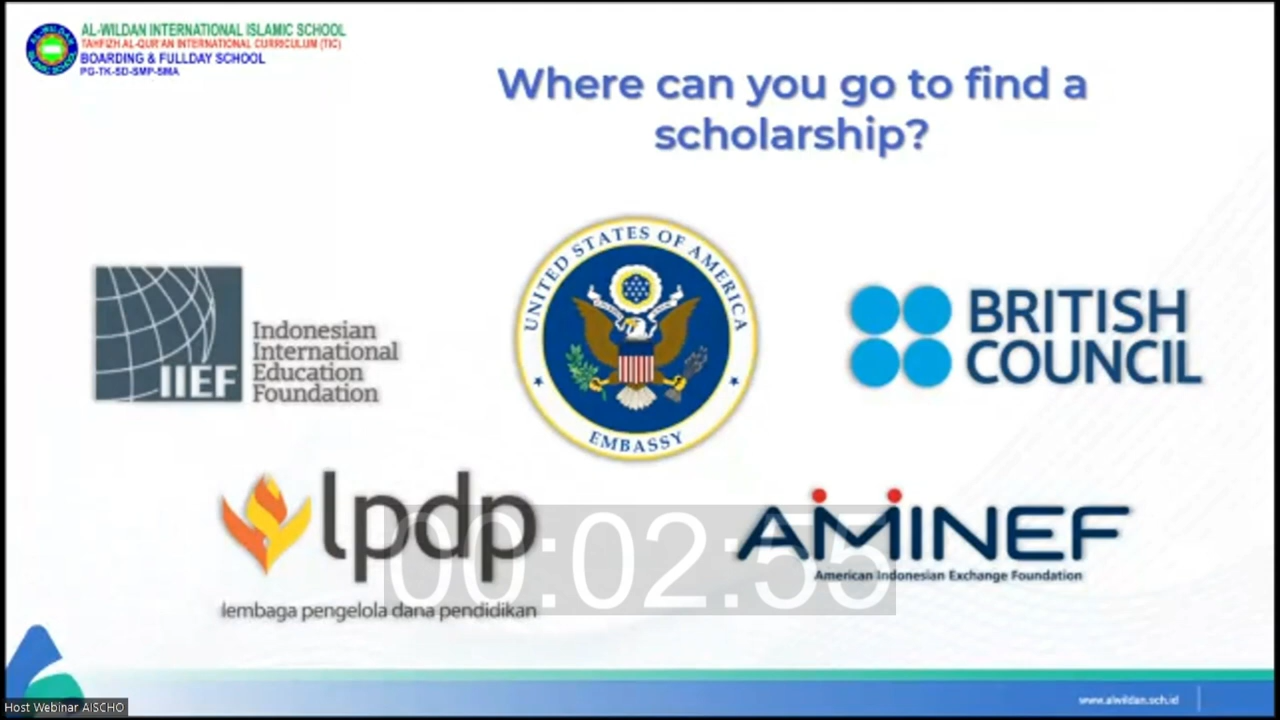 AL-WILDAN INTERNATIONAL ISLAMIC SCHOOL
TAHFIZH AL-QUR'AN INTERNATIONAL CURRICULUM (TIC)
BOARDING & FULLDAY SCHOOL
PG-TK-SD-SMP-SMA
Where can you go to find a
scholarship?
IIEF
Indonesian
International
Education
Foundation
UNITED STATES OF AMERICA
EMBASSY
BRITISH
COUNCIL
lpdp
lembaga pengelola dana pendidikan
00:02:55
AMINEF
American Indonesian Exchange Foundation
Host Webinar AISCHO
www.alwildan.sch.id